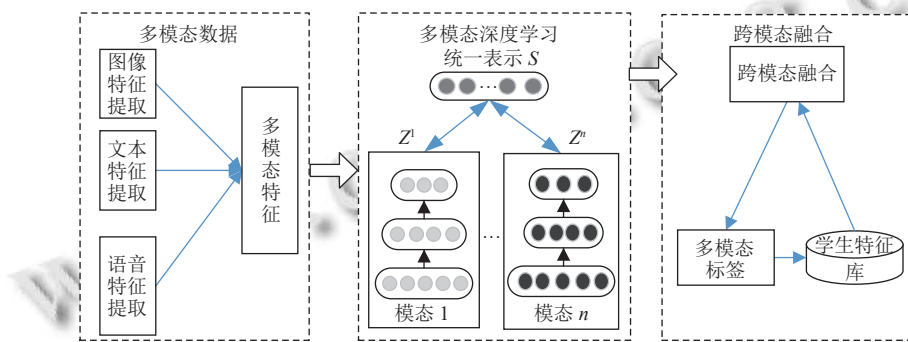 多模态数据
图像
特征
提取
文本
特征
提取
语音
特征
提取
多
模
态
特
征
多模态深度学习
统一表示 S
…
Z¹
Zⁿ
…
模态 1
模态 n
跨模态融合
跨模态融合
多模态
标签
学生特征
库